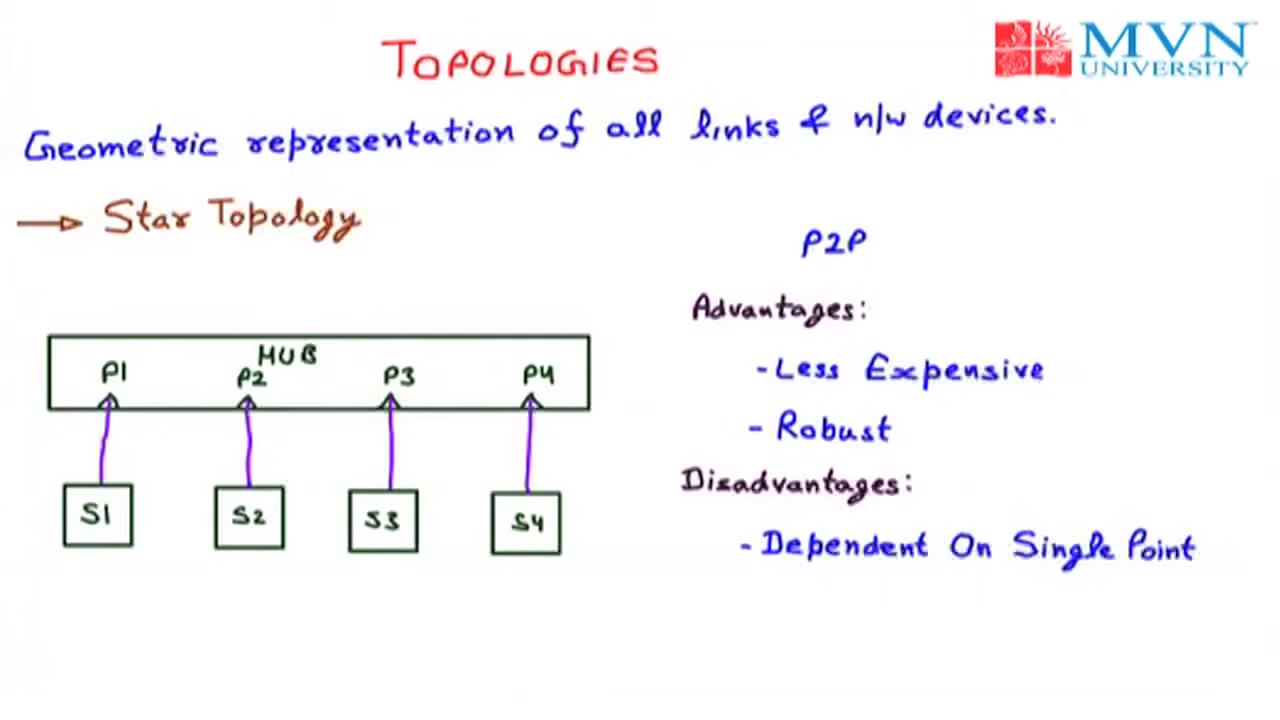 TOPOLOGIES
MVN
UNIVERSITY
Geometric representation of all links & n/w devices.
Star Topology
P2P
Advantages:
- Less Expensive
- Robust
Disadvantages:
- Dependent On Single Point
HUB
P1 P2 P3 P4
S1 S2 S3 S4